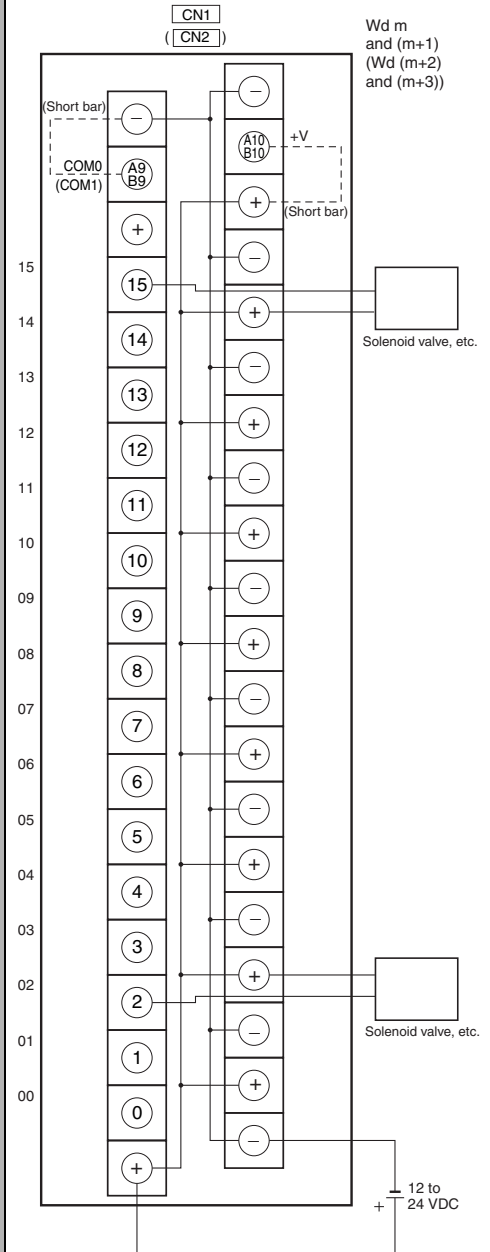 CN1
( CN2 )
Wd m
and (m+1)
(Wd (m+2)
and (m+3))
(Short bar)
−
−
COM0
(COM1)
A9
B9
A10
B10
+V
+
+
(Short bar)
−
15
15
+
Solenoid valve, etc.
14
14
−
13
13
+
12
12
−
11
11
+
10
10
−
09
9
+
08
8
−
07
7
+
06
6
−
05
5
+
04
4
−
03
3
+
02
2
Solenoid valve, etc.
−
01
1
+
00
0
−
+
+
12 to
24 VDC